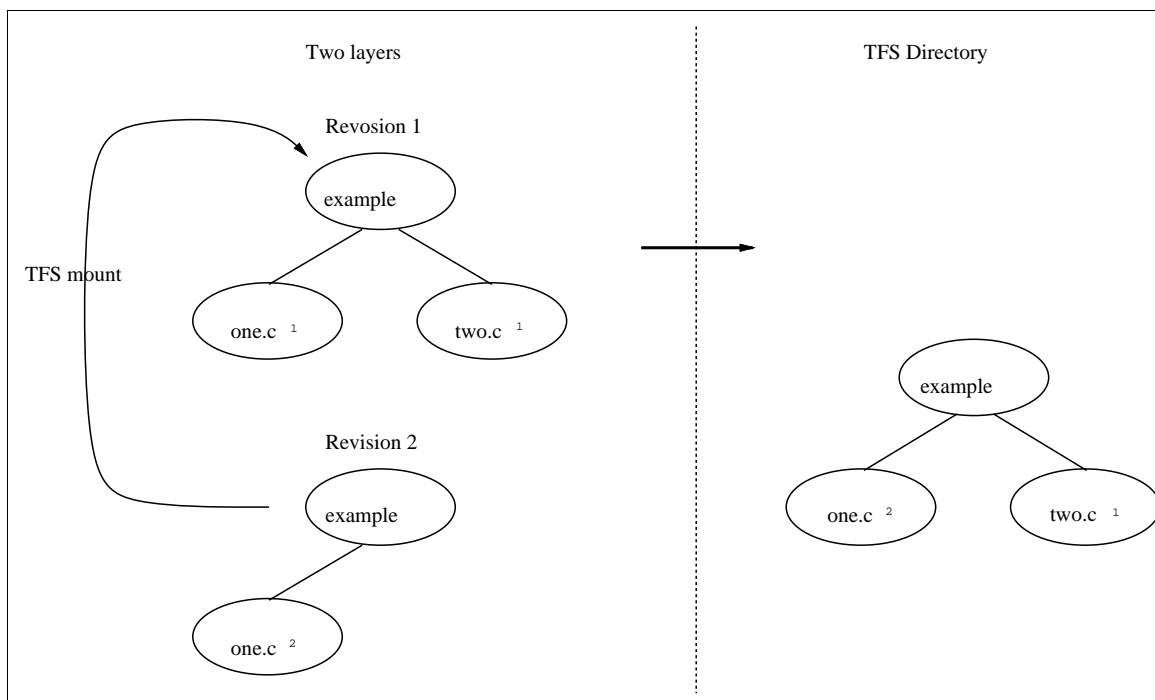 Two layers
TFS Directory
Revosion 1
example
TFS mount
one.c 1
two.c 1
example
Revision 2
example
one.c 2
two.c 1
one.c 2